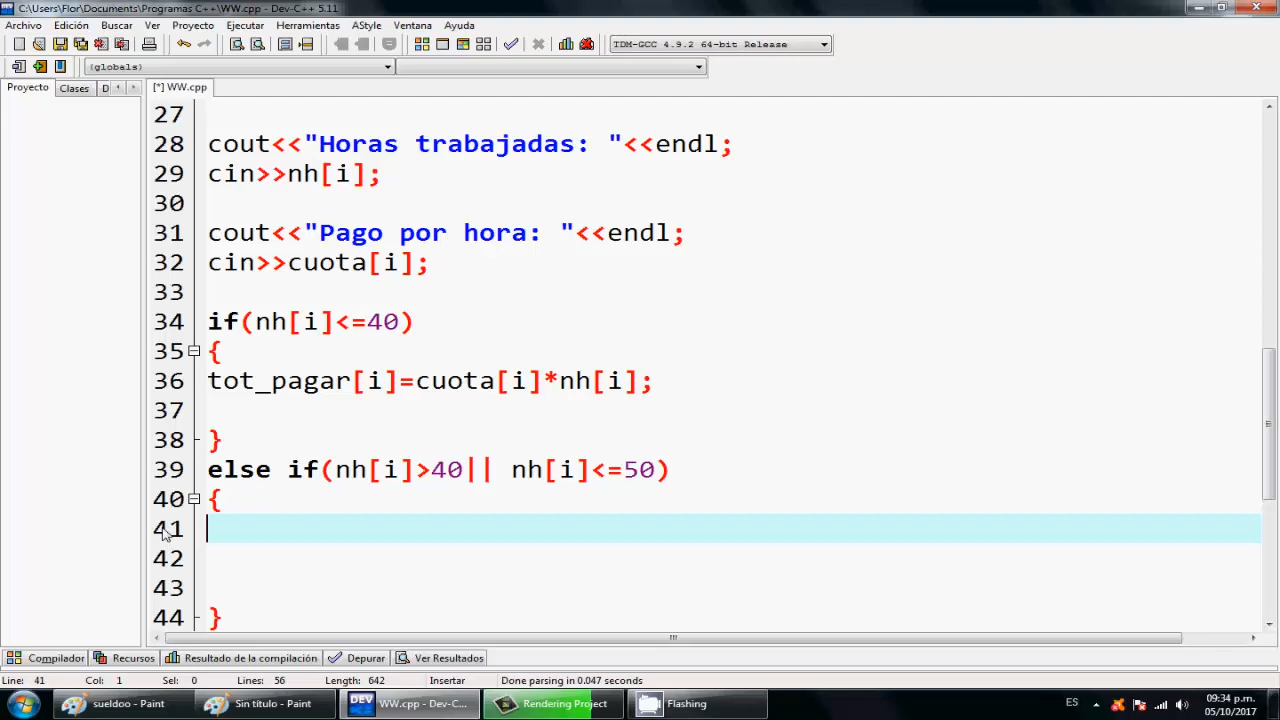 C:\Users\Flor\Documents\Programas C++\WW.cpp - Dev-C++ 5.11
Archivo Edición Buscar Ver Proyecto Ejecutar Herramientas AStyle Ventana Ayuda
TDM-GCC 4.9.2 64-bit Release
(globals)
Proyecto Clases D [*] WW.cpp
27
28 cout<<"Horas trabajadas: "<<endl;
29 cin>>nh[i];
30
31 cout<<"Pago por hora: "<<endl;
32 cin>>cuota[i];
33
34 if(nh[i]<=40)
35 {
36 tot_pagar[i]=cuota[i]*nh[i];
37
38 }
39 else if(nh[i]>40|| nh[i]<=50)
40 {
41
42
43
44 }
Compilador Recursos Resultado de la compilación Depurar Ver Resultados
Line: 41 Col: 1 Sel: 0 Lines: 56 Length: 642 Insertar Done parsing in 0.047 seconds
sueldoo - Paint Sin título - Paint DEV WW.cpp - Dev-C... Rendering Project Flashing ES 09:34 p.m.
05/10/2017